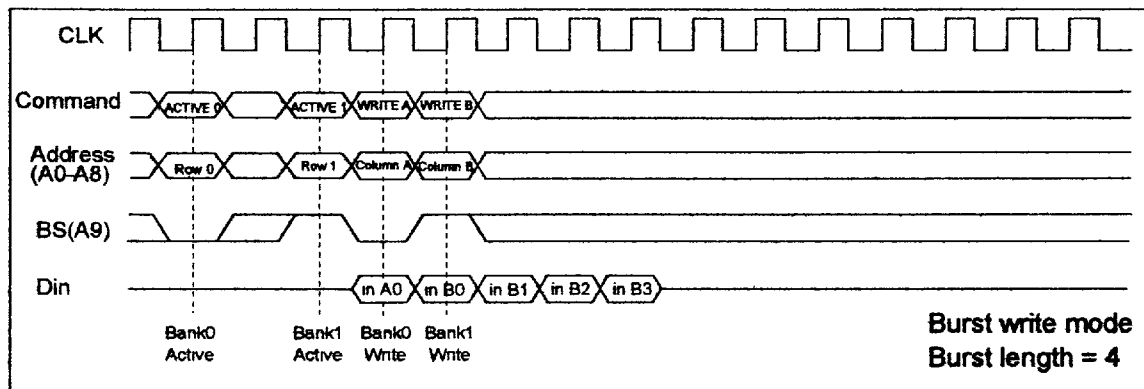 CLK
Command ACTIVE 0 ACTIVE 1 WRITE A WRITE B
Address
(A0-A8) Row 0 Row 1 Column A Column B
BS(A9)
Din in A0 in B0 in B1 in B2 in B3
Bank0 Bank1 Bank0 Bank1
Active Active Write Write
Burst write mode
Burst length = 4